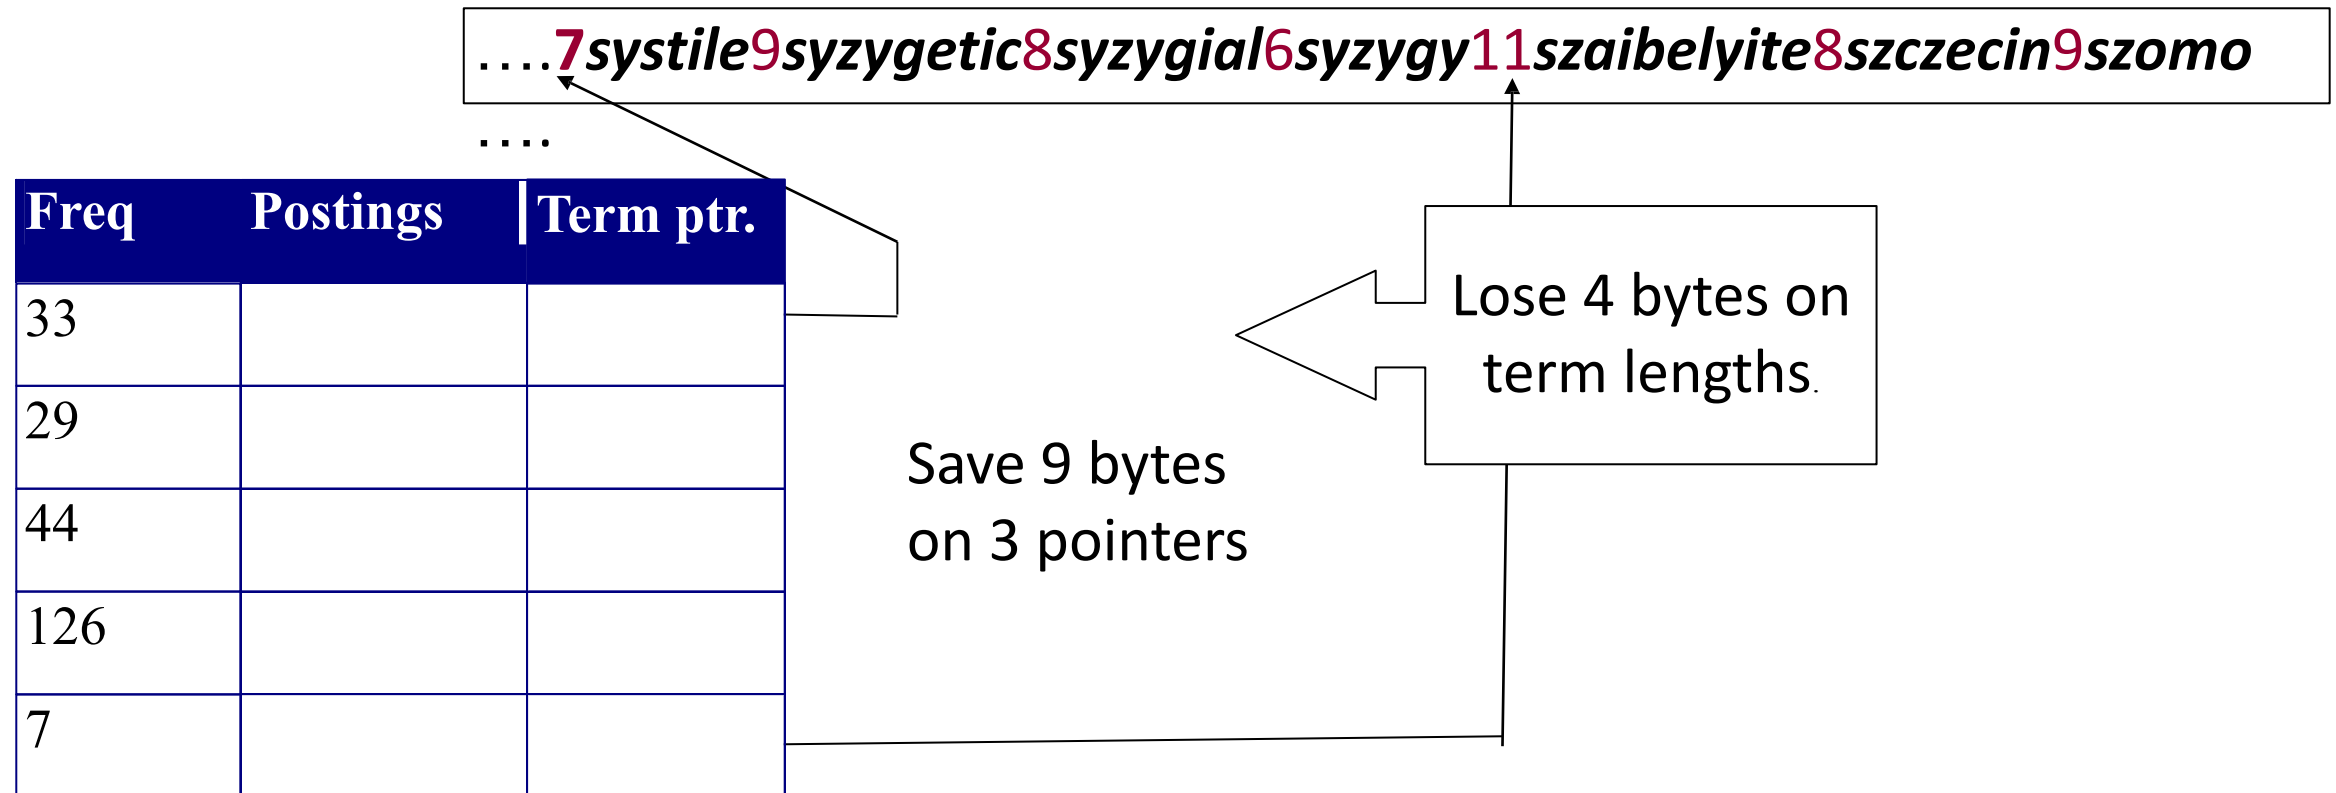 ....7systile9syzygetic8syzygial6syzygy11szaibelyite8szczecin9szomo
....
Freq Postings Term ptr.
33
29
44
126
7
Lose 4 bytes on
term lengths.
Save 9 bytes
on 3 pointers